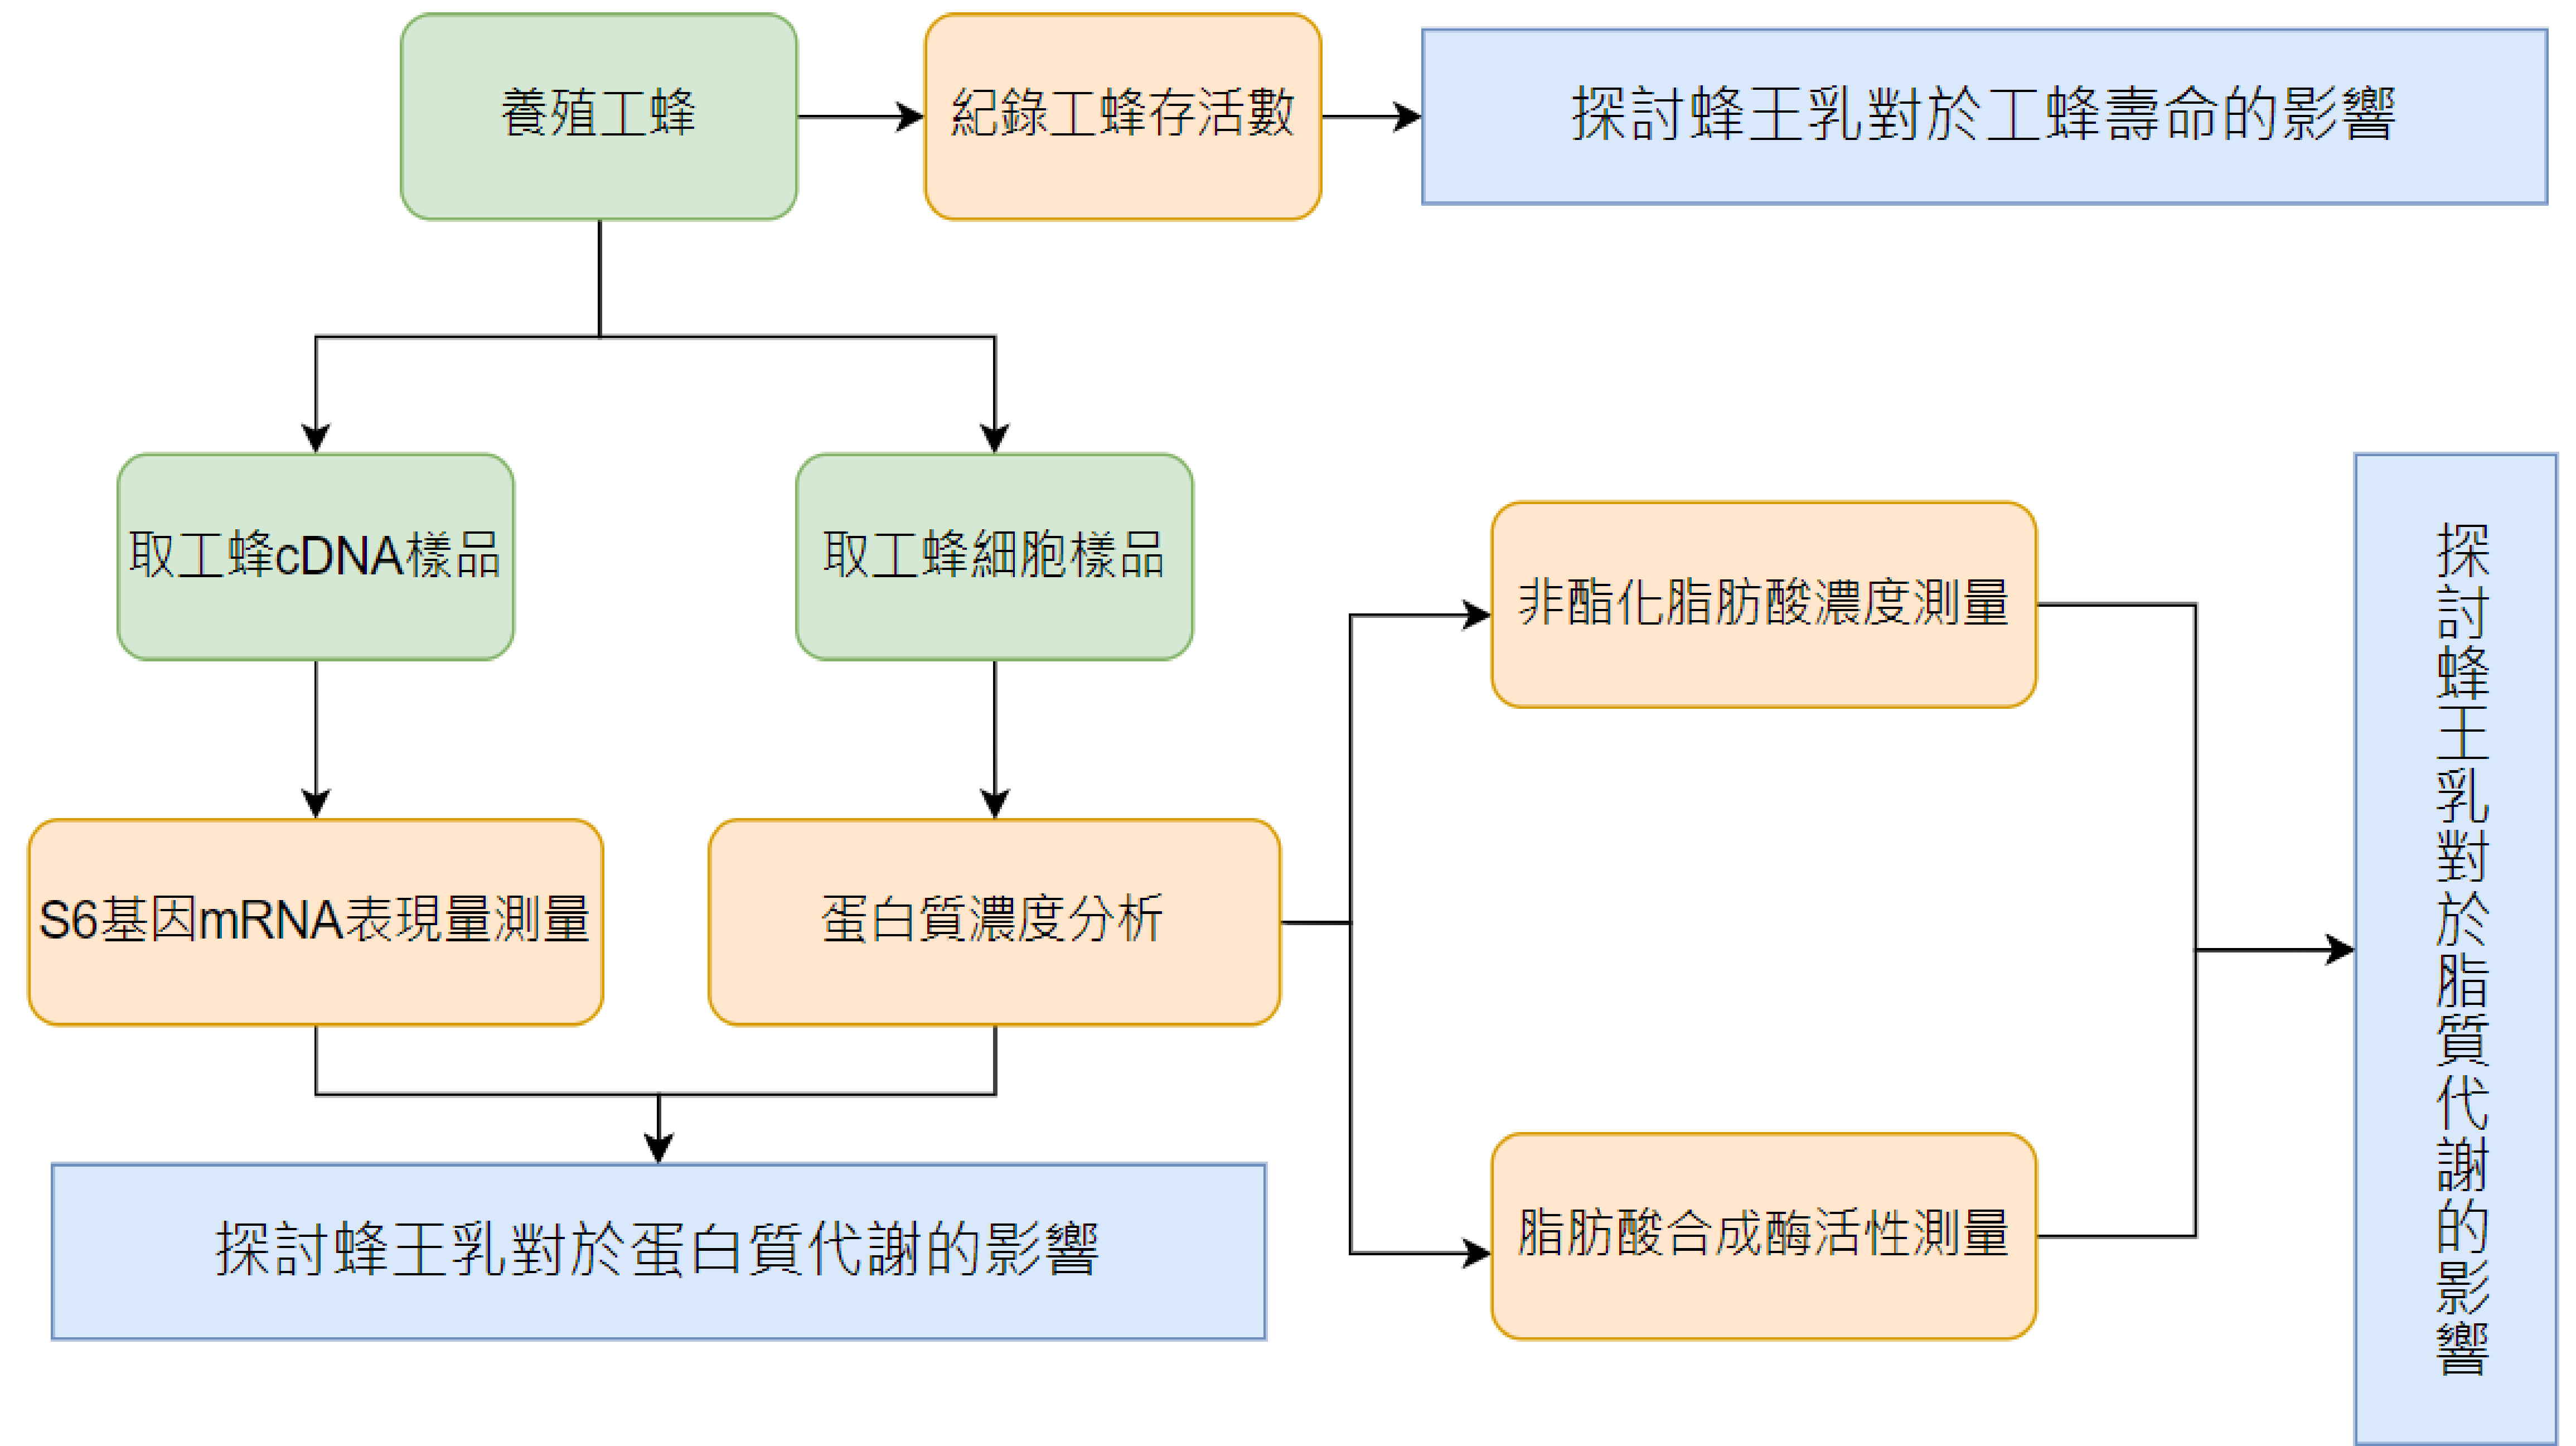 養殖工蜂
紀錄工蜂存活數
探討蜂王乳對於工蜂壽命的影響
取工蜂cDNA樣品
取工蜂細胞樣品
非酯化脂肪酸濃度測量
S6基因mRNA表現量測量
蛋白質濃度分析
脂肪酸合成酶活性測量
探討蜂王乳對於蛋白質代謝的影響
探討蜂王乳對於脂質代謝的影響